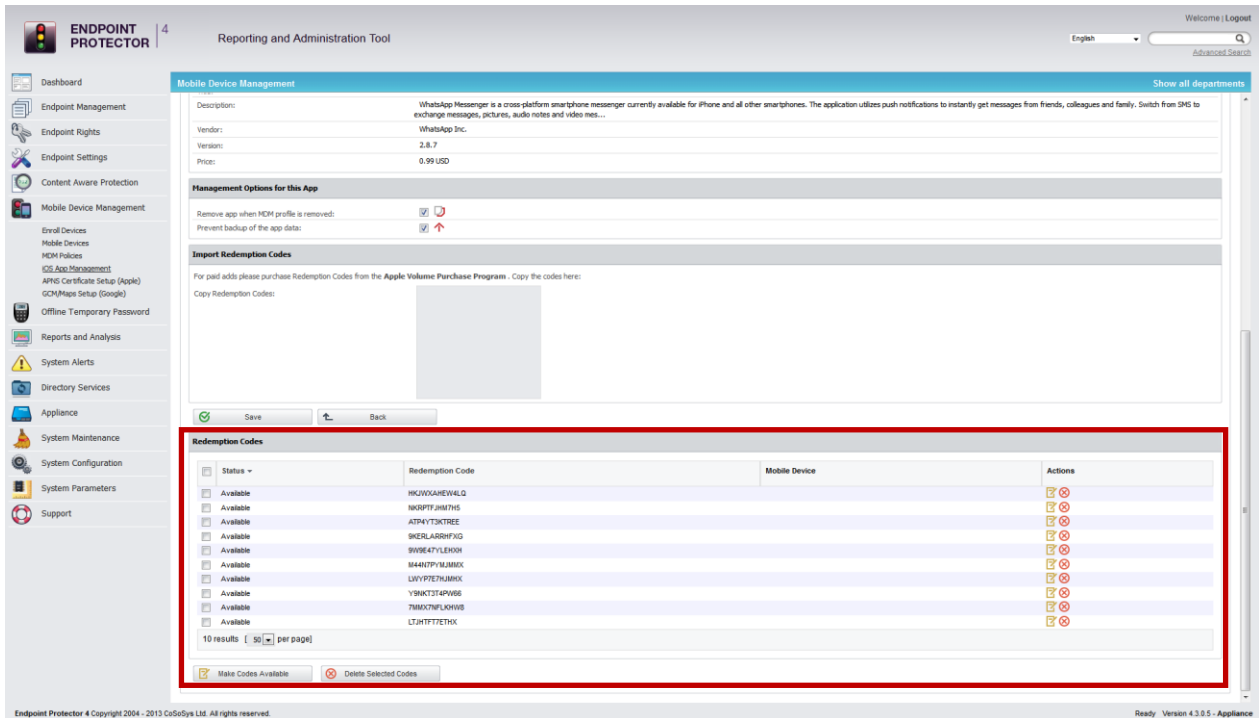 Welcome | Logout
ENDPOINT PROTECTOR 4
Reporting and Administration Tool
English
Advanced Search
Dashboard
Endpoint Management
Endpoint Rights
Endpoint Settings
Content Aware Protection
Mobile Device Management
Enroll Devices
Mobile Devices
MDM Policies
iOS App Management
APNS Certificate Setup (Apple)
GCM/Maps Setup (Google)
Offline Temporary Password
Reports and Analysis
System Alerts
Directory Services
Appliance
System Maintenance
System Configuration
System Parameters
Support
Mobile Device Management Show all departments
Description: WhatsApp Messenger is a cross-platform smartphone messenger currently available for iPhone and all other smartphones. The application utilizes push notifications to instantly get messages from friends, colleagues and family. Switch from SMS to
exchange messages, pictures, audio notes and video mes...
Vendor: WhatsApp Inc.
Version: 2.8.7
Price: 0.99 USD
Management Options for this App
Remove app when MDM profile is removed:
Prevent backup of the app data:
Import Redemption Codes
For paid adds please purchase Redemption Codes from the Apple Volume Purchase Program . Copy the codes here:
Copy Redemption Codes:
Save Back
Redemption Codes
Status Redemption Code Mobile Device Actions
Available HKJWXAHEW4LQ
Available NKRPTFJHM7H5
Available ATP4YT3KTREE
Available 9KERLARRHFXG
Available 9W9E47YLEHXH
Available M44N7PYMJMMX
Available LWYP7E7HJMHX
Available Y9NKT3T4PW66
Available 7MMX7NFLKHW8
Available LTJHTFT7ETHX
10 results [ 50 per page]
Make Codes Available Delete Selected Codes
Endpoint Protector 4 Copyright 2004 - 2013 CoSoSys Ltd. All rights reserved. Ready Version 4.3.0.5 - Appliance